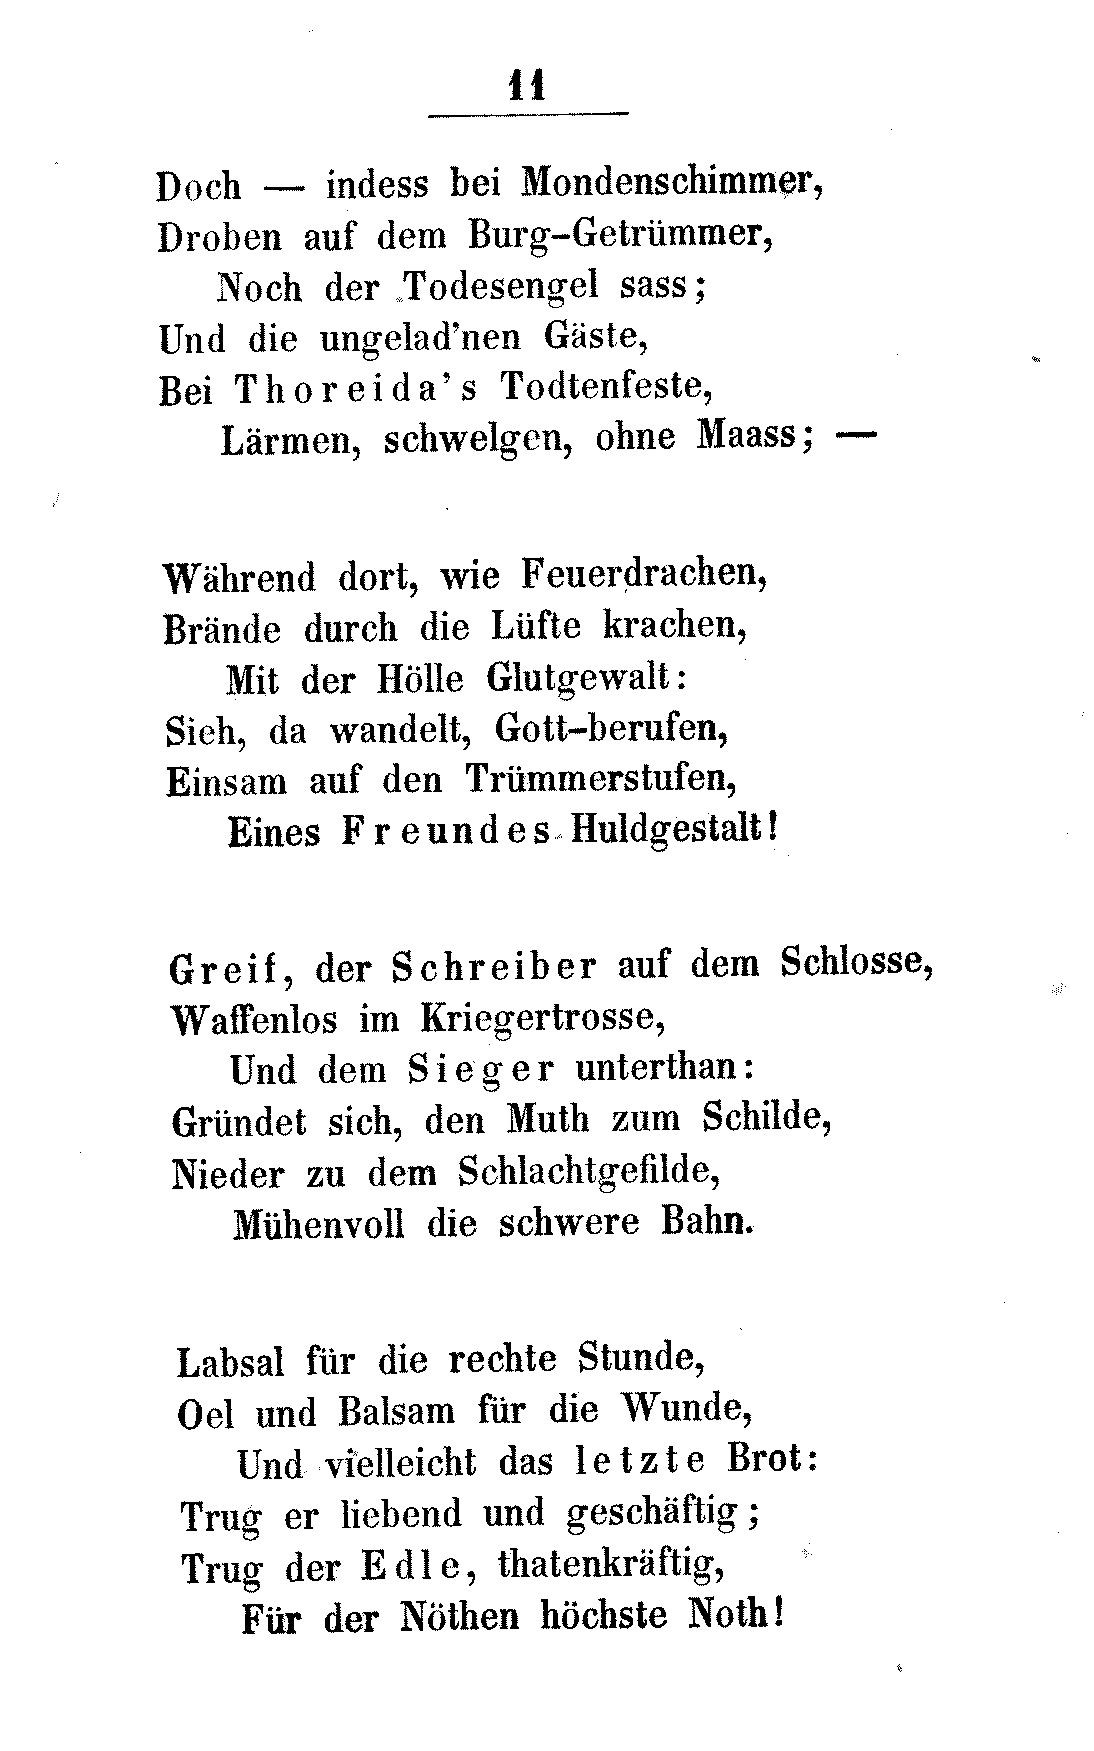 11
Doch — indess bei Mondenschimmer,
Droben auf dem Burg-Getrümmer,
Noch der Todesengel sass;
Und die ungelad'nen Gäste,
Bei Thoreida's Todtenfeste,
Lärmen, schwelgen, ohne Maass; —
Während dort, wie Feuerdrachen,
Brände durch die Lüfte krachen,
Mit der Hölle Glutgewalt:
Sieh, da wandelt, Gott-berufen,
Einsam auf den Trümmerstufen,
Eines Freundes Huldgestalt!
Greif, der Schreiber auf dem Schlosse,
Waffenlos im Kriegertrosse,
Und dem Sieger unterthan:
Gründet sich, den Muth zum Schilde,
Nieder zu dem Schlachtgefilde,
Mühenvoll die schwere Bahn.
Labsal für die rechte Stunde,
Oel und Balsam für die Wunde,
Und vielleicht das letzte Brot:
Trug er liebend und geschäftig;
Trug der Edle, thatenkräftig,
Für der Nöthen höchste Noth!